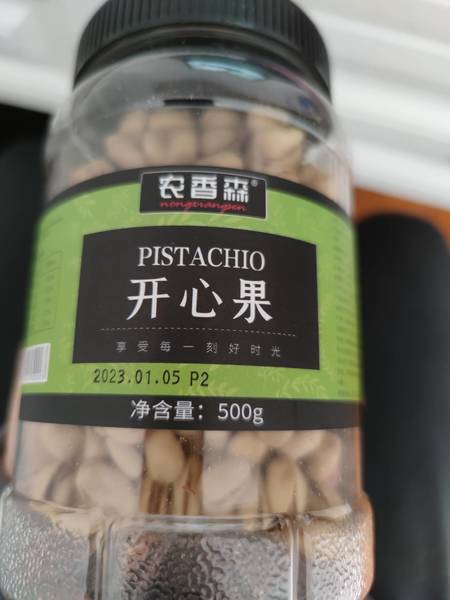 农香森®
nongxiangsen
PISTACHIO
开心果
享受每一刻好时光
2023.01.05 P2
净含量：500g